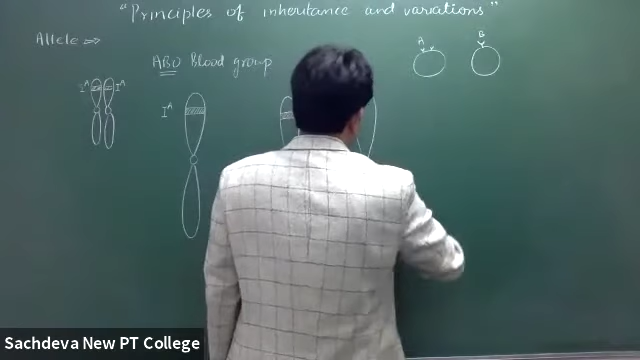 "Principles of inheritance and variations"
Allele ⇒
ABO Blood group
A
B
I^A I^A
I^A
Sachdeva New PT College